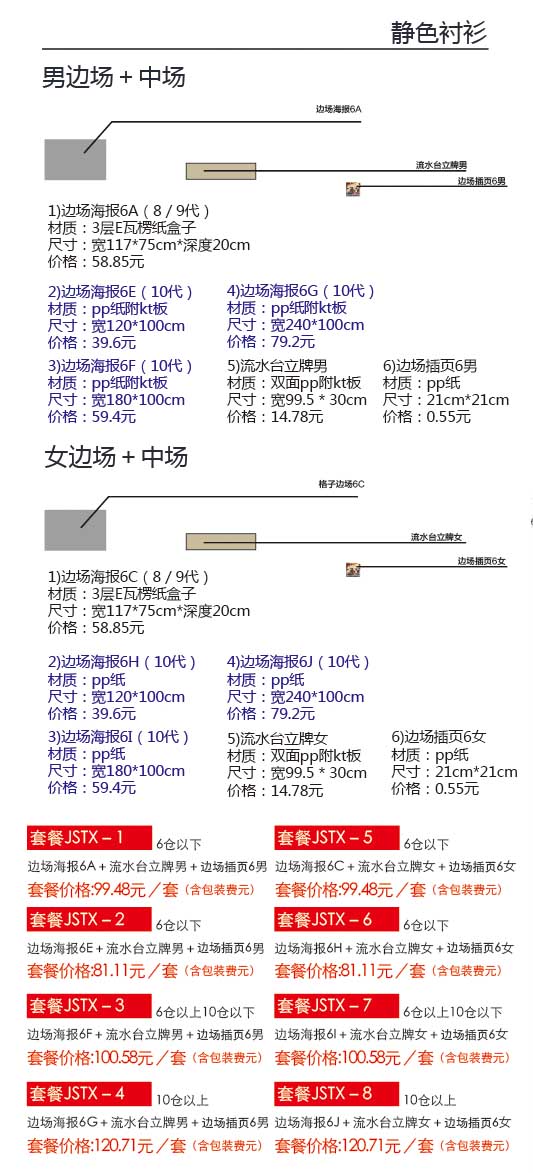 静色衬衫
男边场＋中场
边场海报6A
流水台立牌男
边场插页6男
1)边场海报6A（8／9代）
材质：3层E瓦楞纸盒子
尺寸：宽117*75cm*深度20cm
价格：58.85元
2)边场海报6E（10代）
材质：pp纸附kt板
尺寸：宽120*100cm
价格：39.6元
4)边场海报6G（10代）
材质：pp纸附kt板
尺寸：宽240*100cm
价格：79.2元
3)边场海报6F（10代）
材质：pp纸附kt板
尺寸：宽180*100cm
价格：59.4元
5)流水台立牌男
材质：双面pp附kt板
尺寸：宽99.5＊30cm
价格：14.78元
6)边场插页6男
材质：pp纸
尺寸：21cm*21cm
价格：0.55元
女边场＋中场
格子边场6C
流水台立牌女
边场插页6女
1)边场海报6C（8／9代）
材质：3层E瓦楞纸盒子
尺寸：宽117*75cm*深度20cm
价格：58.85元
2)边场海报6H（10代）
材质：pp纸
尺寸：宽120*100cm
价格：39.6元
4)边场海报6J（10代）
材质：pp纸
尺寸：宽240*100cm
价格：79.2元
3)边场海报6I（10代）
材质：pp纸
尺寸：宽180*100cm
价格：59.4元
5)流水台立牌女
材质：双面pp附kt板
尺寸：宽99.5＊30cm
价格：14.78元
6)边场插页6女
材质：pp纸
尺寸：21cm*21cm
价格：0.55元
套餐JSTX－1 6仓以下
边场海报6A＋流水台立牌男＋边场插页6男
套餐价格:99.48元／套（含包装费元）
套餐JSTX－5 6仓以下
边场海报6C＋流水台立牌女＋边场插页6女
套餐价格:99.48元／套（含包装费元）
套餐JSTX－2 6仓以下
边场海报6E＋流水台立牌男＋边场插页6男
套餐价格:81.11元／套（含包装费元）
套餐JSTX－6 6仓以下
边场海报6H＋流水台立牌女＋边场插页6女
套餐价格:81.11元／套（含包装费元）
套餐JSTX－3 6仓以上10仓以下
边场海报6F＋流水台立牌男＋边场插页6男
套餐价格:100.58元／套（含包装费元）
套餐JSTX－7 6仓以上10仓以下
边场海报6I＋流水台立牌女＋边场插页6女
套餐价格:100.58元／套（含包装费元）
套餐JSTX－4 10仓以上
边场海报6G＋流水台立牌男＋边场插页6男
套餐价格:120.71元／套（含包装费元）
套餐JSTX－8 10仓以上
边场海报6J＋流水台立牌女＋边场插页6女
套餐价格:120.71元／套（含包装费元）